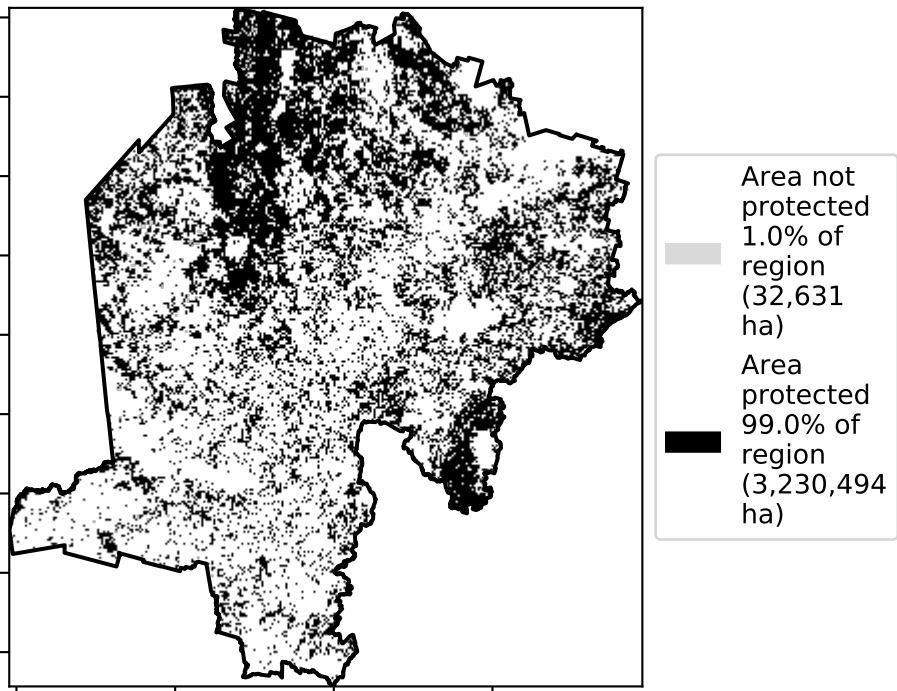 Area not
protected
1.0% of
region
(32,631
ha)
Area
protected
99.0% of
region
(3,230,494
ha)